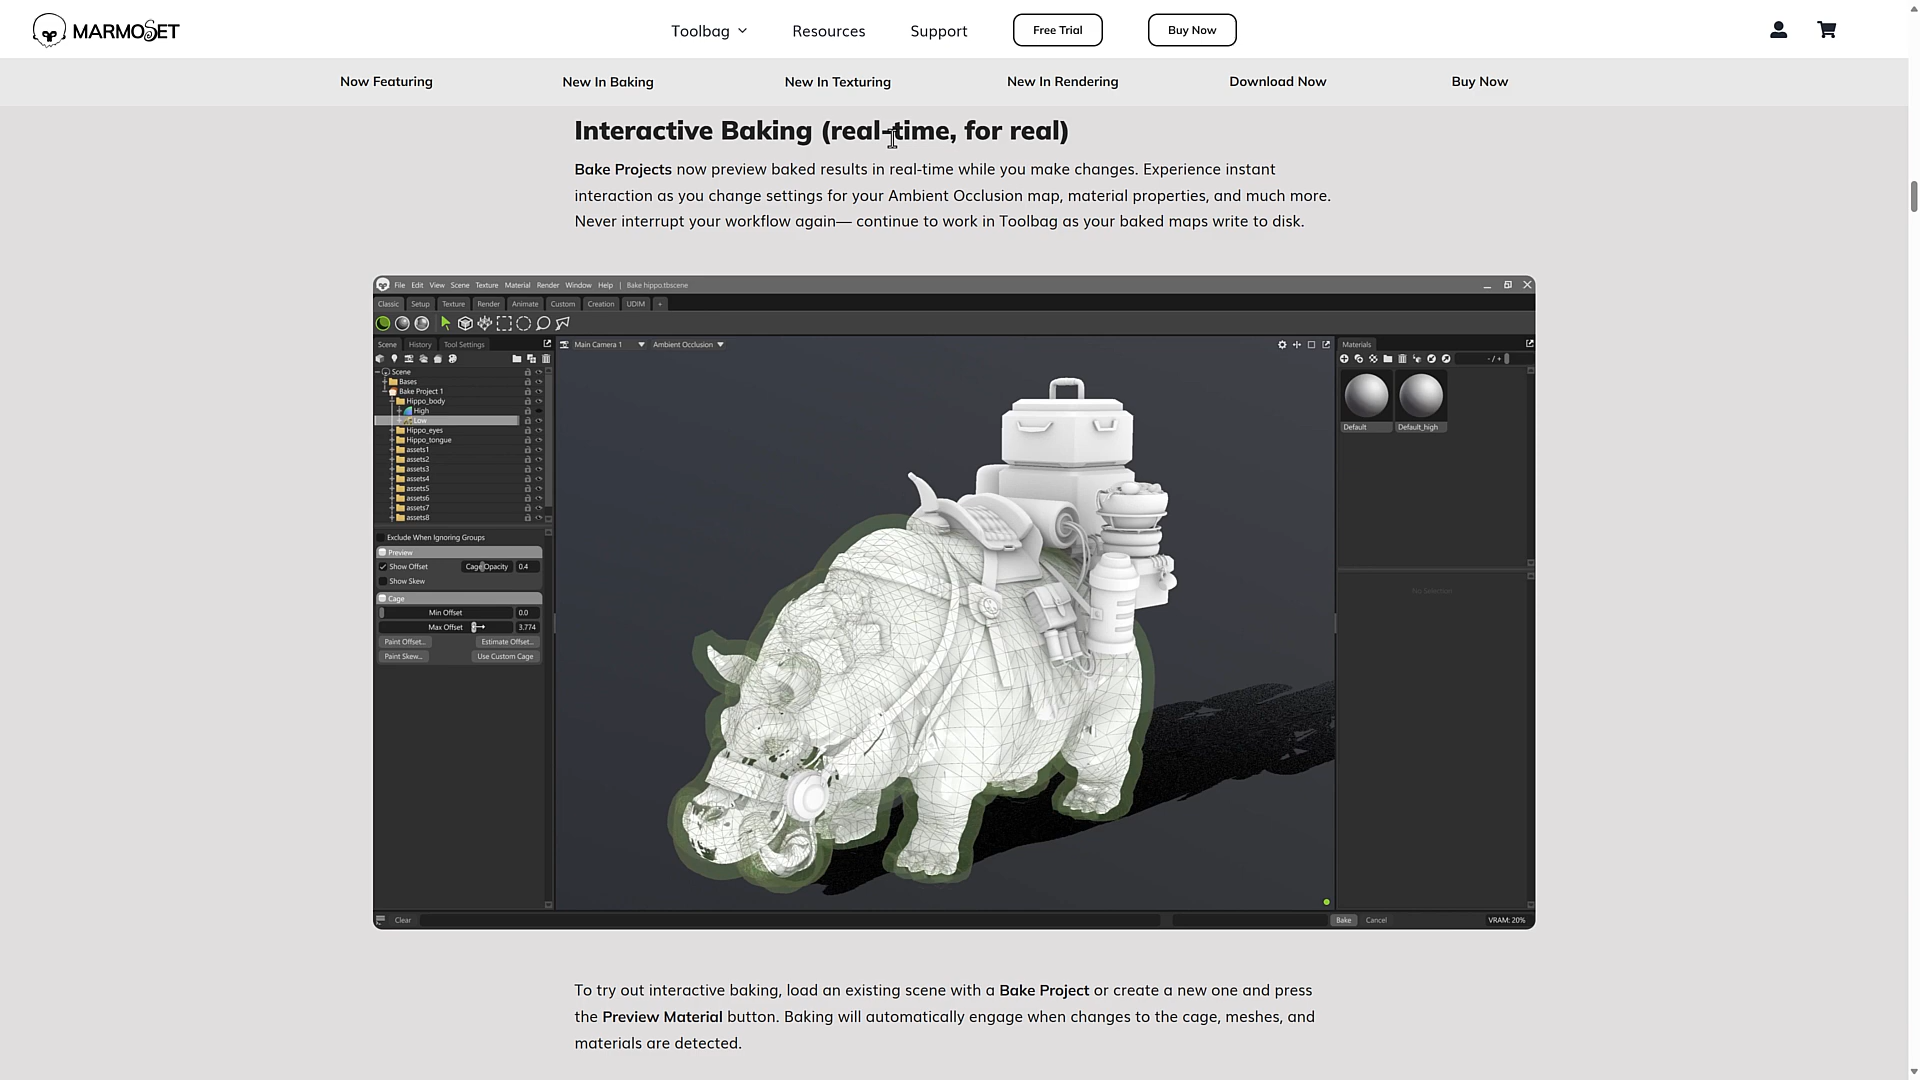 MARMOSET
Toolbag
Resources
Support
Free Trial
Buy Now
Now Featuring
New In Baking
New In Texturing
New In Rendering
Download Now
Buy Now
Interactive Baking (real-time, for real)
Bake Projects now preview baked results in real-time while you make changes. Experience instant
interaction as you change settings for your Ambient Occlusion map, material properties, and much more.
Never interrupt your workflow again— continue to work in Toolbag as your baked maps write to disk.
File Edit View Scene Texture Material Render Window Help | Bake hippo.tbscene
Classic Setup Texture Render Animate Custom Creation UDIM +
Scene History Tool Settings
Main Camera 1
Ambient Occlusion
Materials
- / +
Scene
Bases
Bake Project 1
Hippo_body
High
Low
Hippo_eyes
Hippo_tongue
assets1
assets2
assets3
assets4
assets5
assets6
assets7
assets8
Default
Default_high
Exclude When Ignoring Groups
Preview
Show Offset
Cage Opacity 0.4
Show Skew
Cage
Min Offset 0.0
Max Offset 3.774
Paint Offset...
Estimate Offset...
Paint Skew...
Use Custom Cage
No Selection
Clear
Bake
Cancel
VRAM: 20%
To try out interactive baking, load an existing scene with a Bake Project or create a new one and press
the Preview Material button. Baking will automatically engage when changes to the cage, meshes, and
materials are detected.